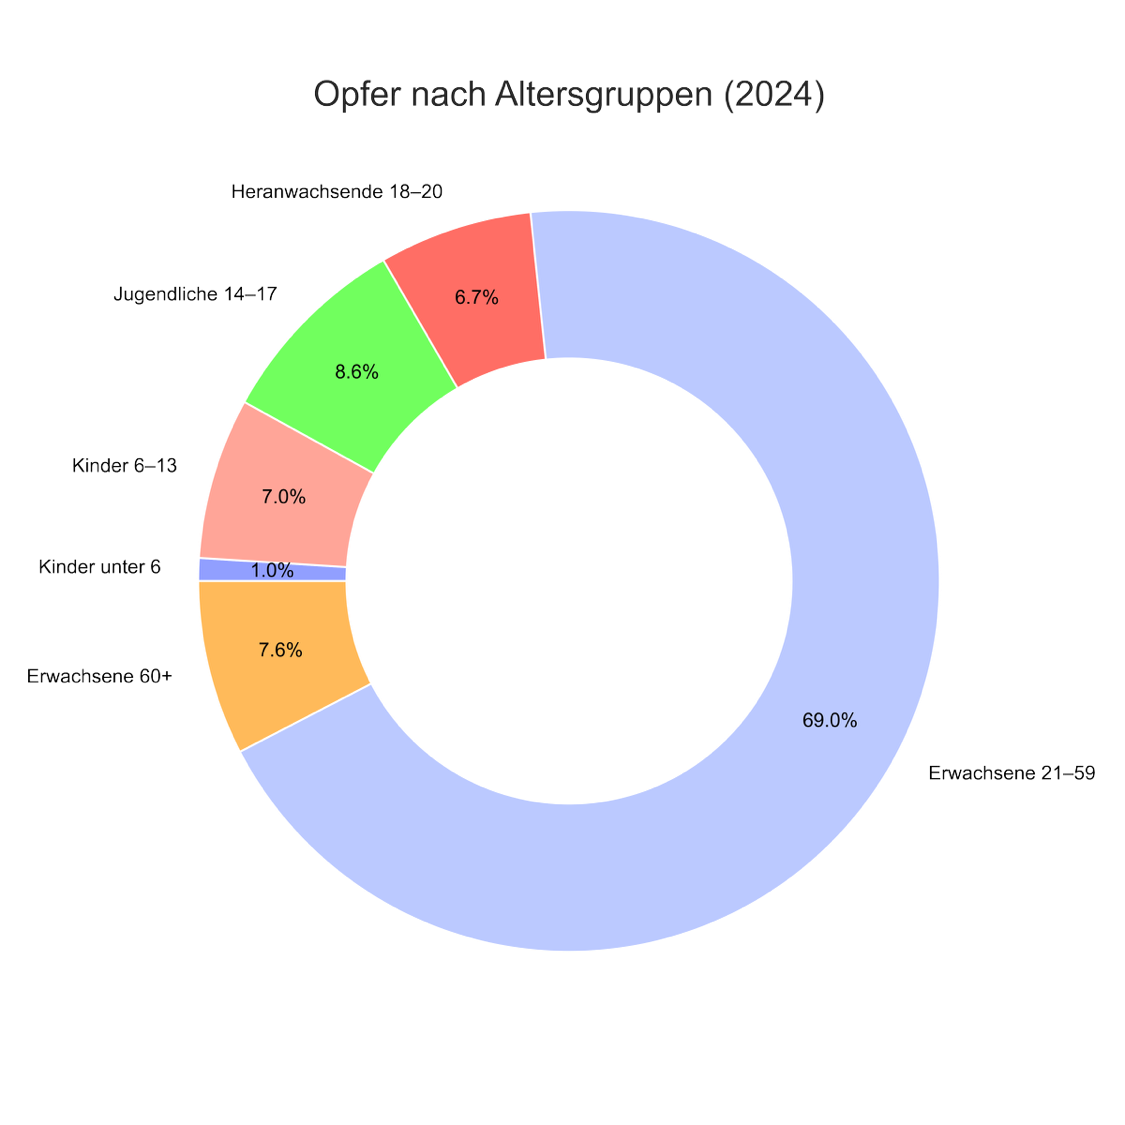 Opfer nach Altersgruppen (2024)
Heranwachsende 18–20
Jugendliche 14–17
6.7%
8.6%
Kinder 6–13
7.0%
Kinder unter 6
1.0%
7.6%
Erwachsene 60+
69.0%
Erwachsene 21–59